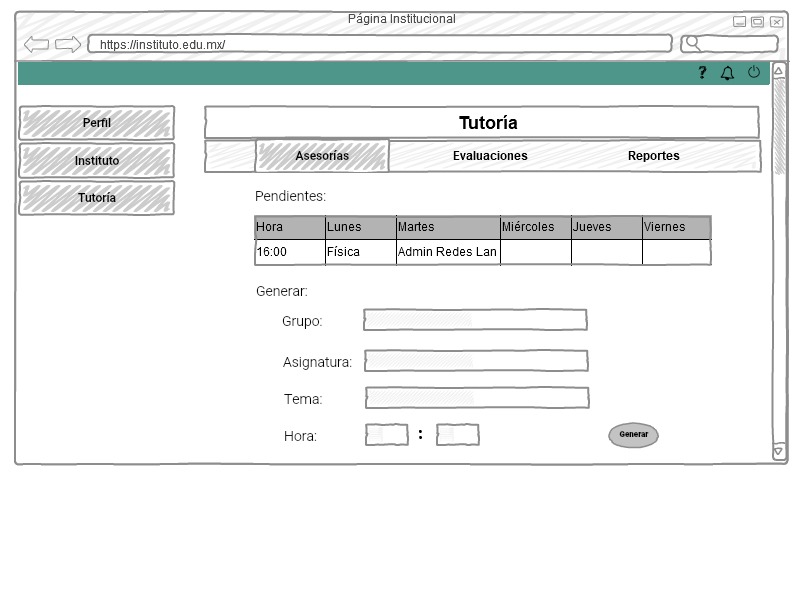 Página Institucional
https://instituto.edu.mx/
?
Perfil
Instituto
Tutoría
Tutoría
Asesorías Evaluaciones Reportes
Pendientes:
Hora Lunes Martes Miércoles Jueves Viernes
16:00 Física Admin Redes Lan
Generar:
Grupo:
Asignatura:
Tema:
Hora: : Generar